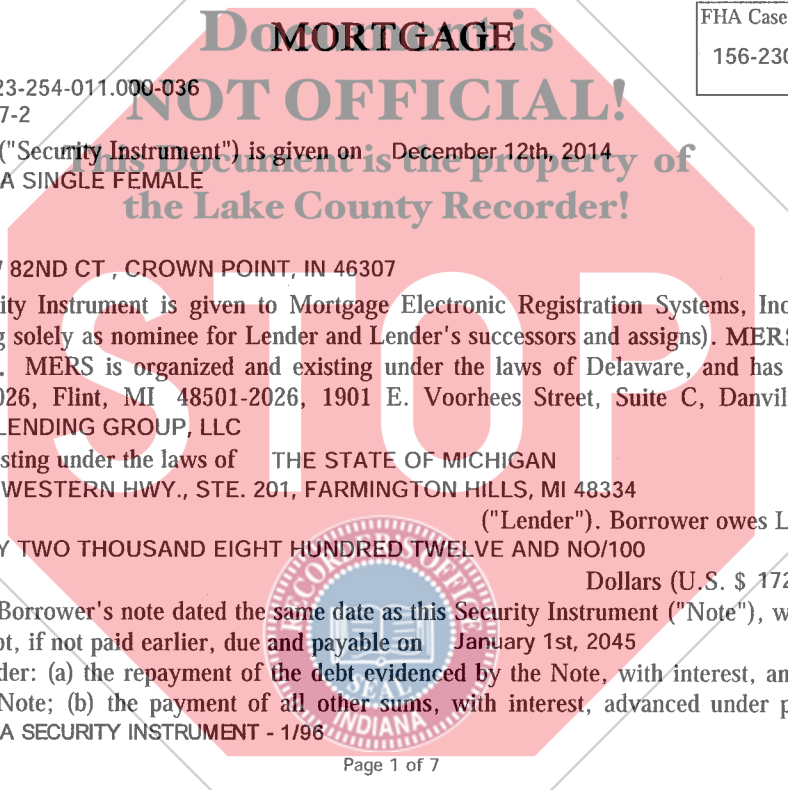 MORTGAGE
FHA Case
156-230
23-254-011.000-036
7-2
("Security Instrument") is given on December 12th, 2014
A SINGLE FEMALE
Document is
NOT OFFICIAL!
This Document is the property of
the Lake County Recorder!
82ND CT , CROWN POINT, IN 46307
ity Instrument is given to Mortgage Electronic Registration Systems, Inc
g solely as nominee for Lender and Lender's successors and assigns). MERS
. MERS is organized and existing under the laws of Delaware, and has
026, Flint, MI 48501-2026, 1901 E. Voorhees Street, Suite C, Danvil
LENDING GROUP, LLC
sting under the laws of THE STATE OF MICHIGAN
WESTERN HWY., STE. 201, FARMINGTON HILLS, MI 48334
("Lender"). Borrower owes L
Y TWO THOUSAND EIGHT HUNDRED TWELVE AND NO/100
Dollars (U.S. $ 172
Borrower's note dated the same date as this Security Instrument ("Note"), w
bt, if not paid earlier, due and payable on January 1st, 2045
der: (a) the repayment of the debt evidenced by the Note, with interest, an
Note; (b) the payment of all other sums, with interest, advanced under p
A SECURITY INSTRUMENT - 1/96
Page 1 of 7
STOP
RECORDER'S OFFICE
SEAL
INDIANA